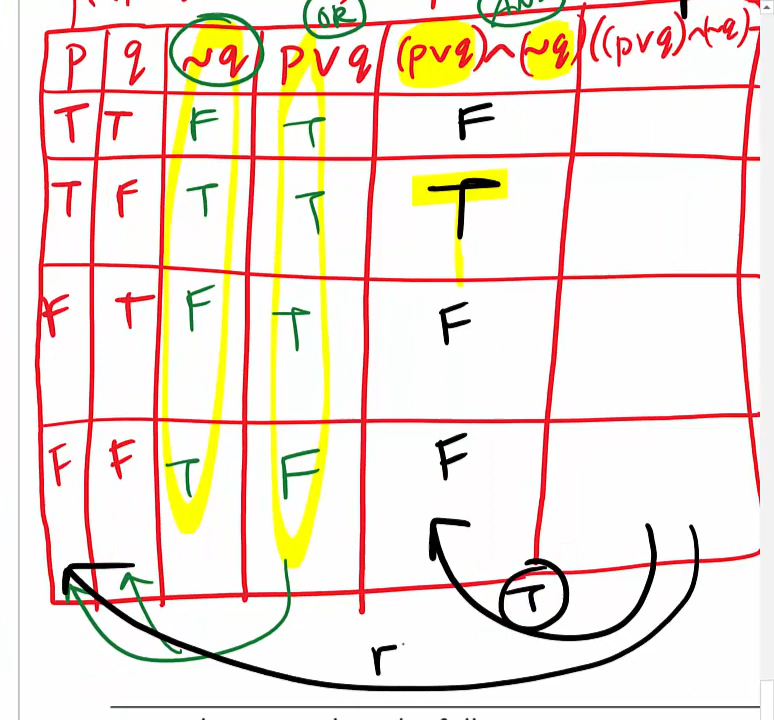 OR
AND
p q ~q p∨q (p∨q)∧(~q) ((p∨q)∧(~q)
T T F T F
T F T T T
F T F T F
F F T F F
T
r